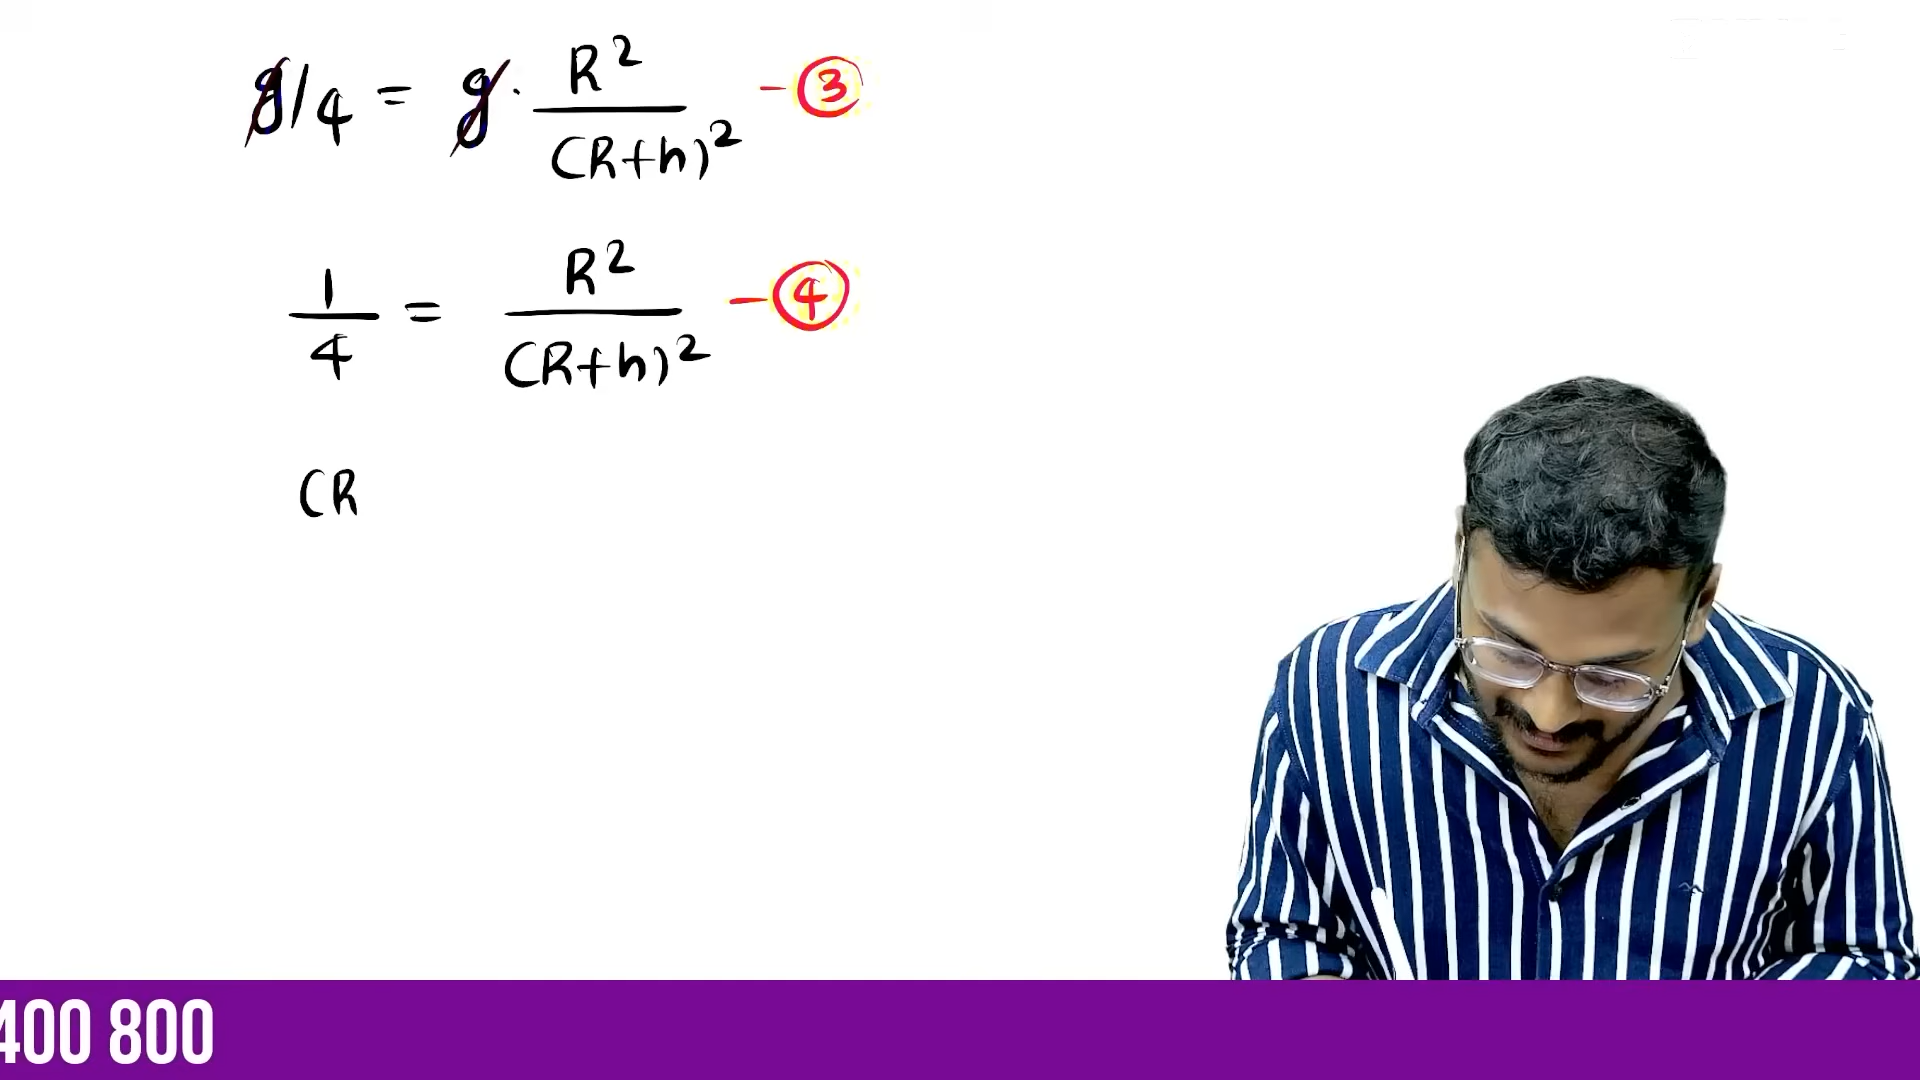 g/4 = g · R² / (R+h)² - ③
1/4 = R² / (R+h)² - ④
(R
400 800